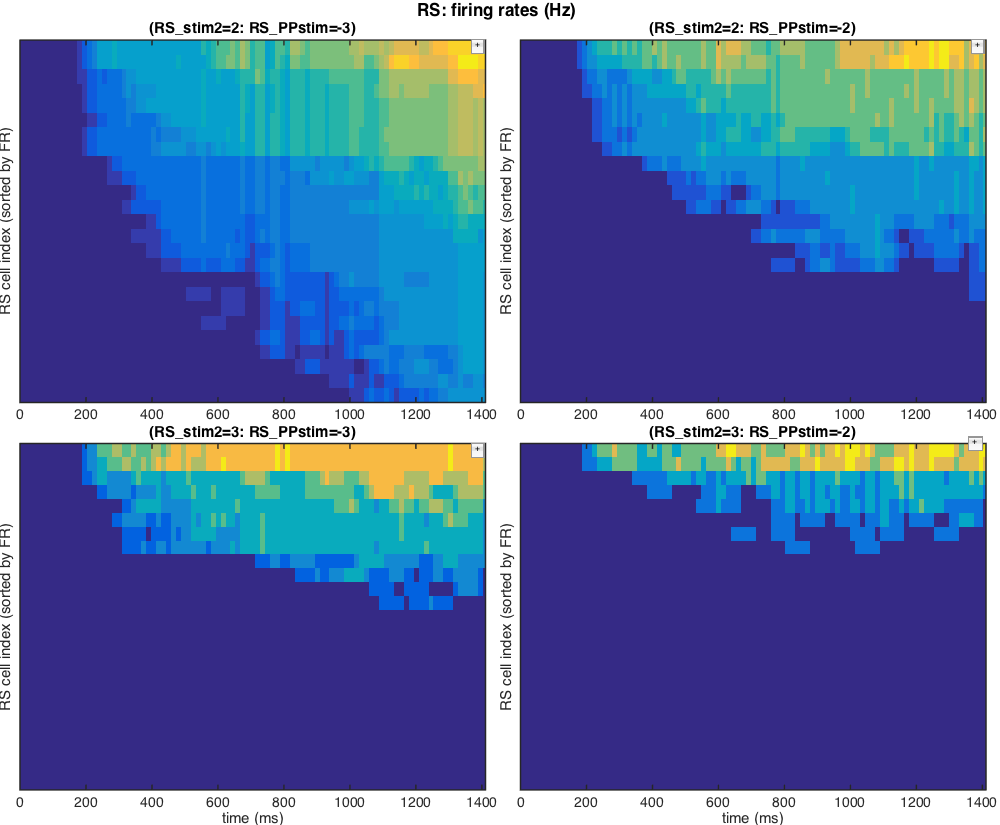 RS: firing rates (Hz)
(RS_stim2=2: RS_PPstim=-3)
(RS_stim2=2: RS_PPstim=-2)
+
+
RS cell index (sorted by FR)
RS cell index (sorted by FR)
0 200 400 600 800 1000 1200 1400
0 200 400 600 800 1000 1200 1400
(RS_stim2=3: RS_PPstim=-3)
(RS_stim2=3: RS_PPstim=-2)
+
+
RS cell index (sorted by FR)
RS cell index (sorted by FR)
0 200 400 600 800 1000 1200 1400
0 200 400 600 800 1000 1200 1400
time (ms)
time (ms)